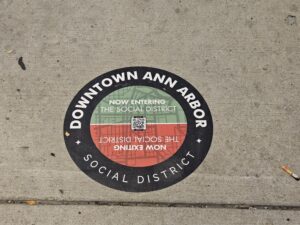 DOWNTOWN ANN ARBOR
NOW ENTERING
THE SOCIAL DISTRICT
NOW EXITING
THE SOCIAL DISTRICT
SOCIAL DISTRICT